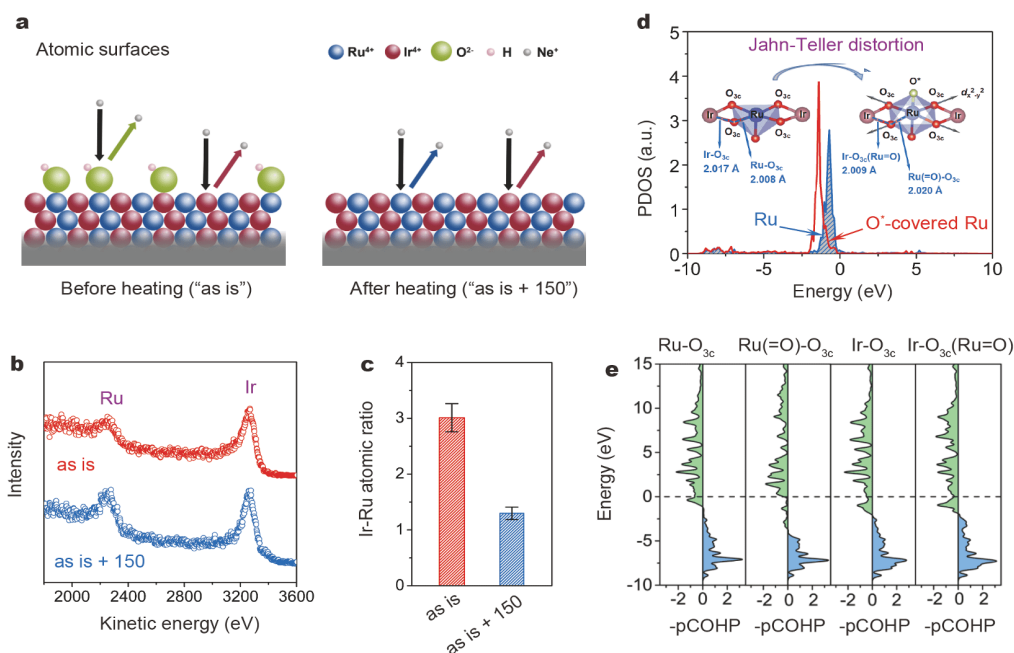 a
Atomic surfaces
Ru⁴⁺ Ir⁴⁺ O²⁻ H Ne⁺
Before heating (“as is”)
After heating (“as is + 150”)
b
Ru
Ir
as is
as is + 150
Intensity
2000 2400 2800 3200 3600
Kinetic energy (eV)
c
Ir-Ru atomic ratio
4
3
2
1
0
as is
as is + 150
d
Jahn-Teller distortion
PDOS (a.u.)
5
4
3
2
1
0
O₃c O₃c
Ir Ru Ir
O₃c O₃c
Ir-O₃c
2.017 Å
Ru-O₃c
2.008 Å
O*
O₃c O₃c dz²-y²
Ir Ru Ir
O₃c O₃c
Ir-O₃c(Ru=O)
2.009 Å
Ru(=O)-O₃c
2.020 Å
Ru
O*-covered Ru
-10 -5 0 5 10
Energy (eV)
e
Ru-O₃c Ru(=O)-O₃c Ir-O₃c Ir-O₃c(Ru=O)
Energy (eV)
15
10
5
0
-5
-10
-2 0 2 -2 0 2 -2 0 2 -2 0 2
-pCOHP -pCOHP -pCOHP -pCOHP